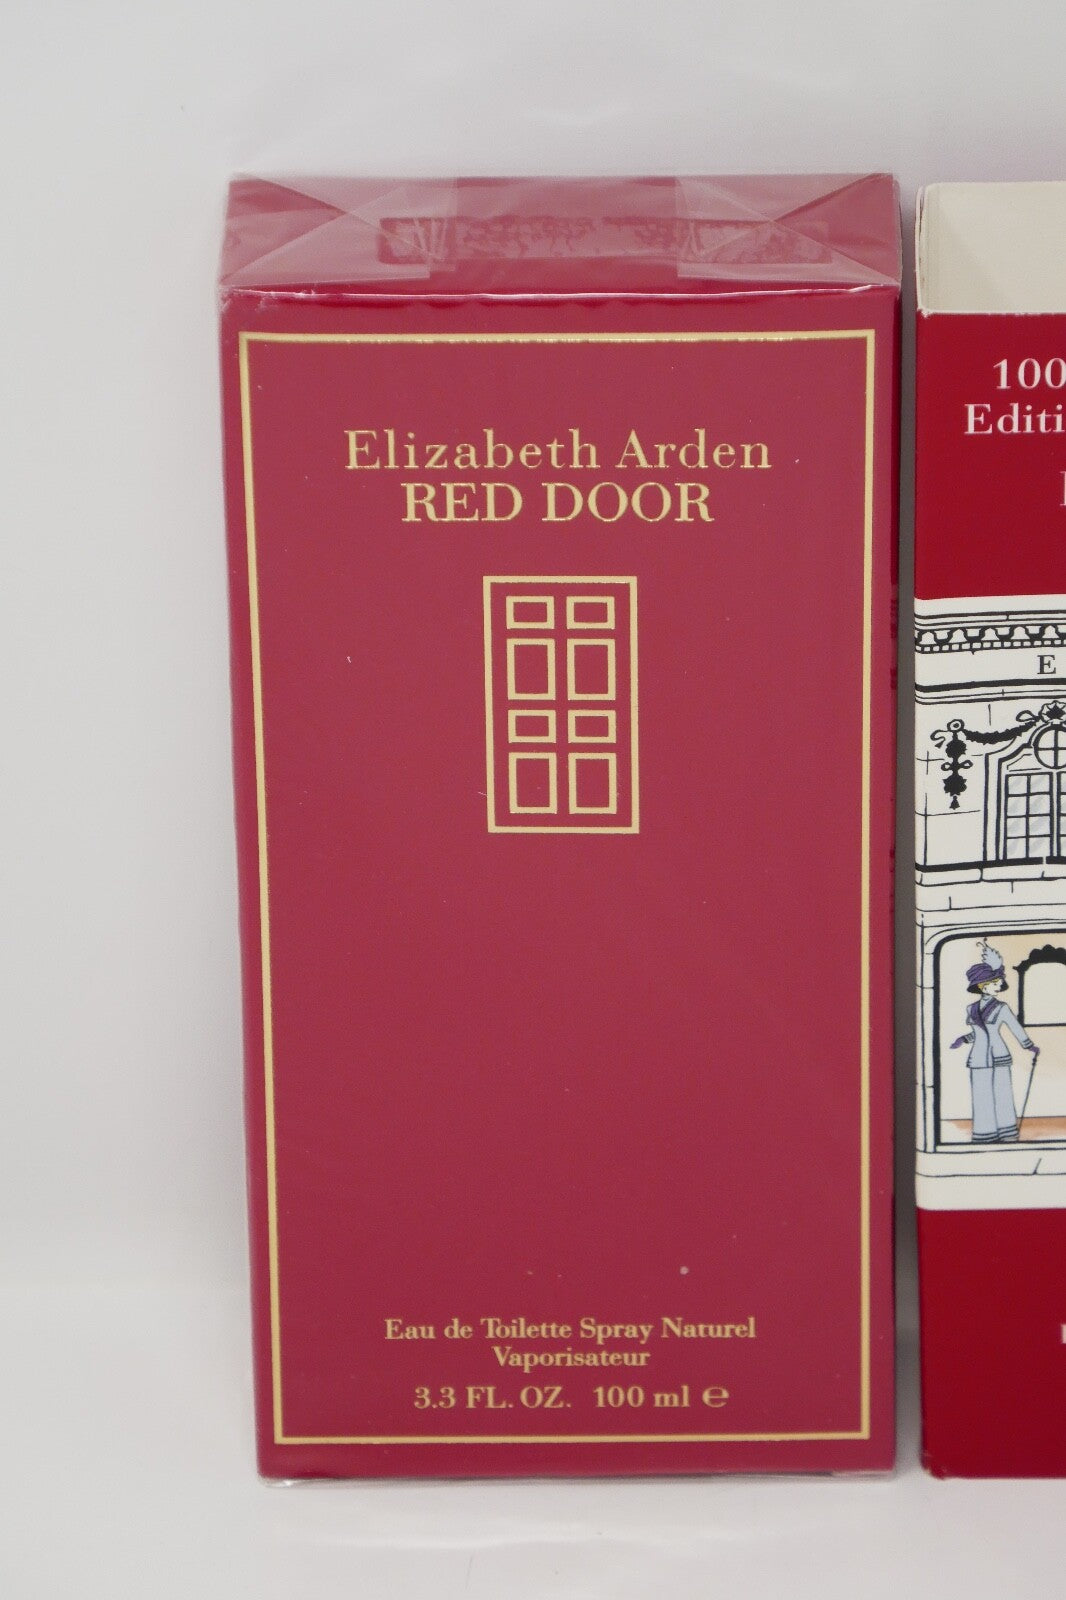 Elizabeth Arden
RED DOOR
Eau de Toilette Spray Naturel
Vaporisateur
3.3 FL. OZ. 100 ml ℮
100
Editi
E